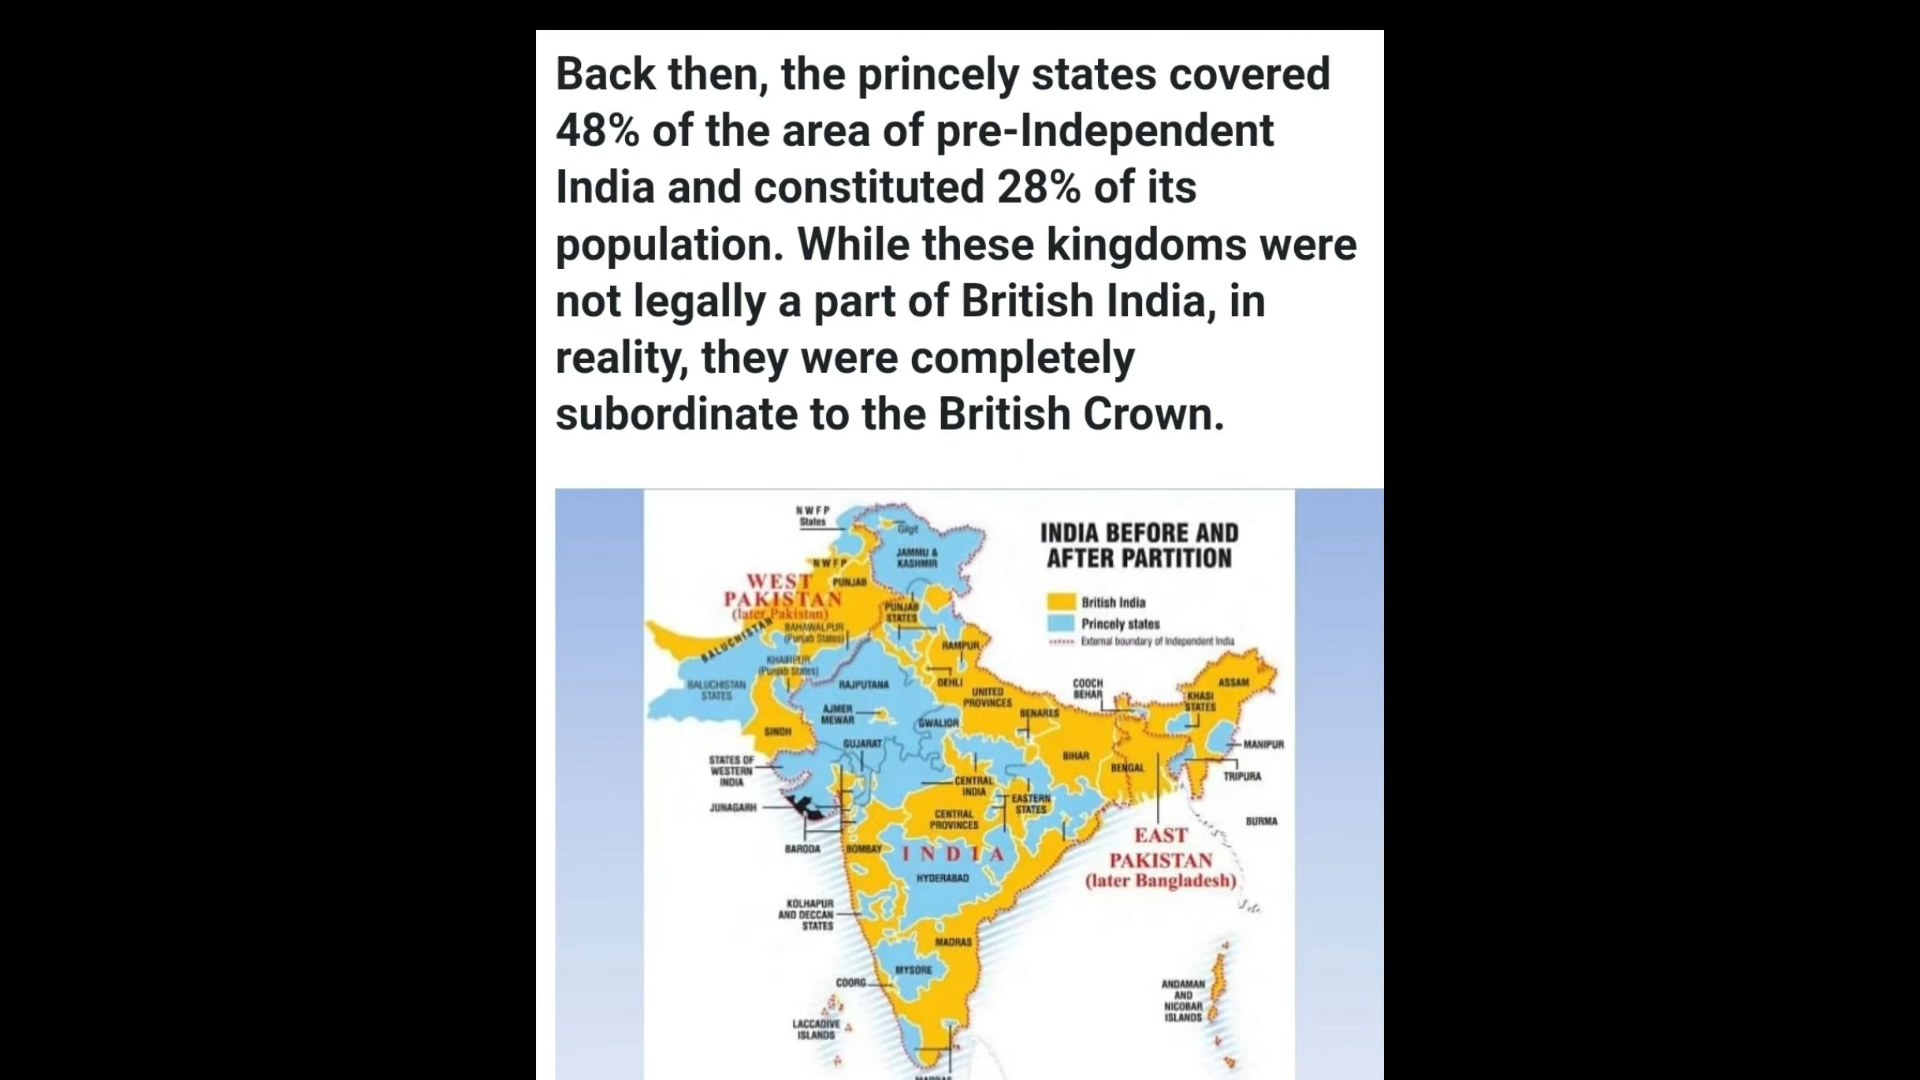 Back then, the princely states covered
48% of the area of pre-Independent
India and constituted 28% of its
population. While these kingdoms were
not legally a part of British India, in
reality, they were completely
subordinate to the British Crown.
INDIA BEFORE AND
AFTER PARTITION
British India
Princely states
External boundary of Independent India
NWFP
States
Gilgit
JAMMU &
KASHMIR
NWFP
WEST
PAKISTAN
(later Pakistan)
PUNJAB
PUNJAB
STATES
BAHAWALPUR
(Punjab States)
BALUCHISTAN
KHAIRPUR
(Punjab States)
BALUCHISTAN
STATES
RAJPUTANA
RAMPUR
DEHLI
UNITED
PROVINCES
COOCH
BEHAR
ASSAM
KHASI
STATES
AJMER
MEWAR
GWALIOR
BENARES
SINDH
GUJARAT
BIHAR
BENGAL
MANIPUR
TRIPURA
STATES OF
WESTERN
INDIA
CENTRAL
INDIA
EASTERN
STATES
JUNAGARH
CENTRAL
PROVINCES
BURMA
EAST
PAKISTAN
(later Bangladesh)
BARODA
BOMBAY
INDIA
HYDERABAD
KOLHAPUR
AND DECCAN
STATES
MADRAS
MYSORE
COORG
ANDAMAN
AND
NICOBAR
ISLANDS
LACCADIVE
ISLANDS